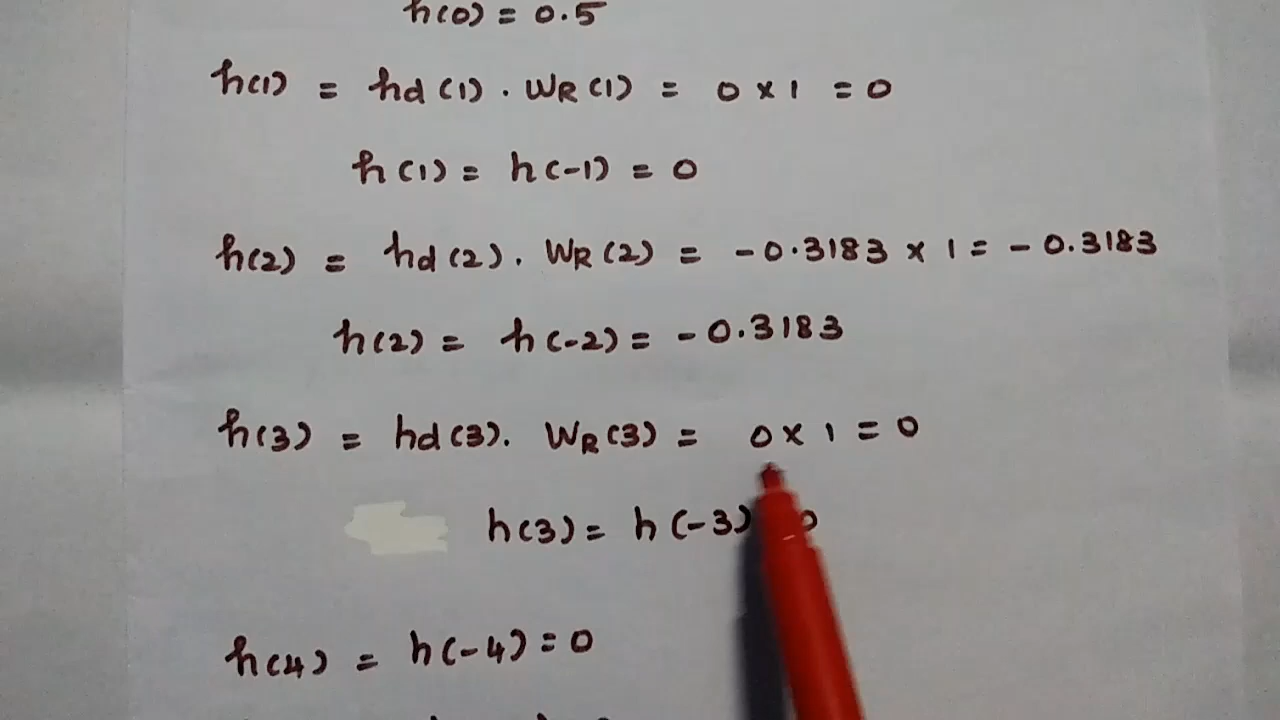 h(0) = 0.5
h(1) = hd (1) . WR (1) = 0 × 1 = 0
h(1) = h(-1) = 0
h(2) = hd (2) . WR (2) = -0.3183 × 1 = - 0.3183
h(2) = h(-2) = - 0.3183
h(3) = hd (3) . WR (3) = 0 × 1 = 0
h(3) = h(-3) 0
h(4) = h(-4) = 0